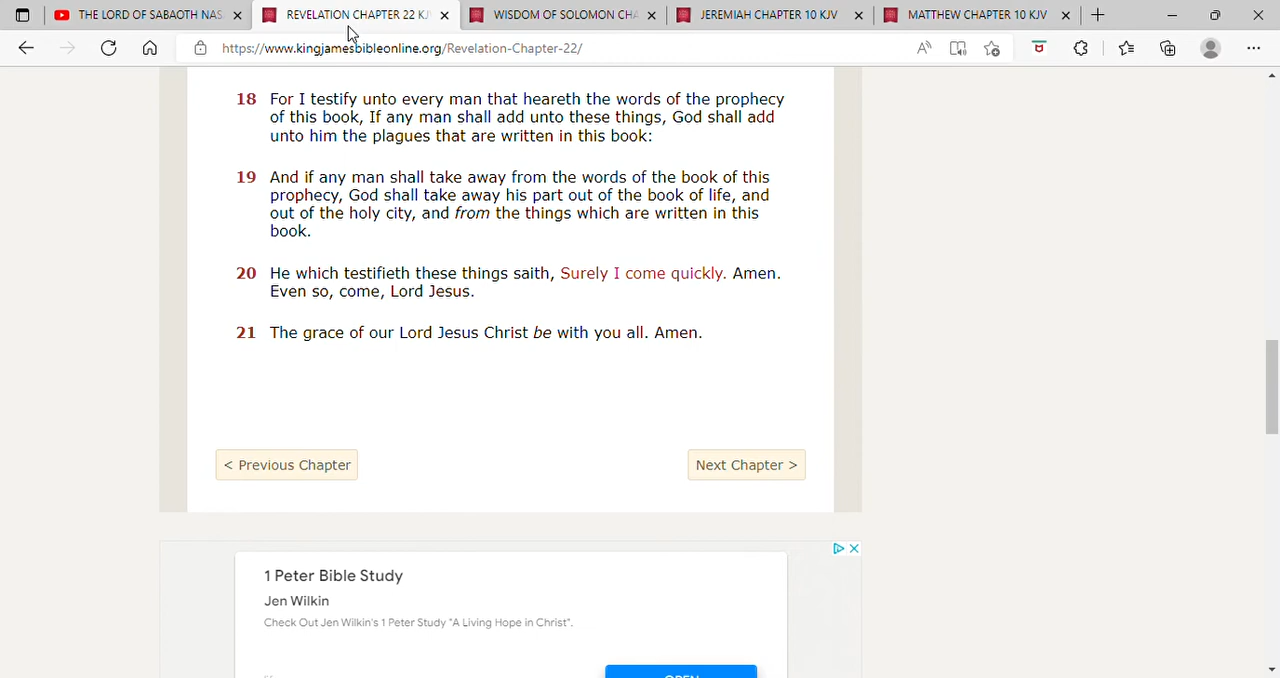 THE LORD OF SABAOTH NAS
REVELATION CHAPTER 22 KJ
WISDOM OF SOLOMON CHA
JEREMIAH CHAPTER 10 KJV
MATTHEW CHAPTER 10 KJV
https://www.kingjamesbibleonline.org/Revelation-Chapter-22/
18 For I testify unto every man that heareth the words of the prophecy
of this book, If any man shall add unto these things, God shall add
unto him the plagues that are written in this book:
19 And if any man shall take away from the words of the book of this
prophecy, God shall take away his part out of the book of life, and
out of the holy city, and from the things which are written in this
book.
20 He which testifieth these things saith, Surely I come quickly. Amen.
Even so, come, Lord Jesus.
21 The grace of our Lord Jesus Christ be with you all. Amen.
< Previous Chapter
Next Chapter >
1 Peter Bible Study
Jen Wilkin
Check Out Jen Wilkin's 1 Peter Study "A Living Hope in Christ".
OPEN